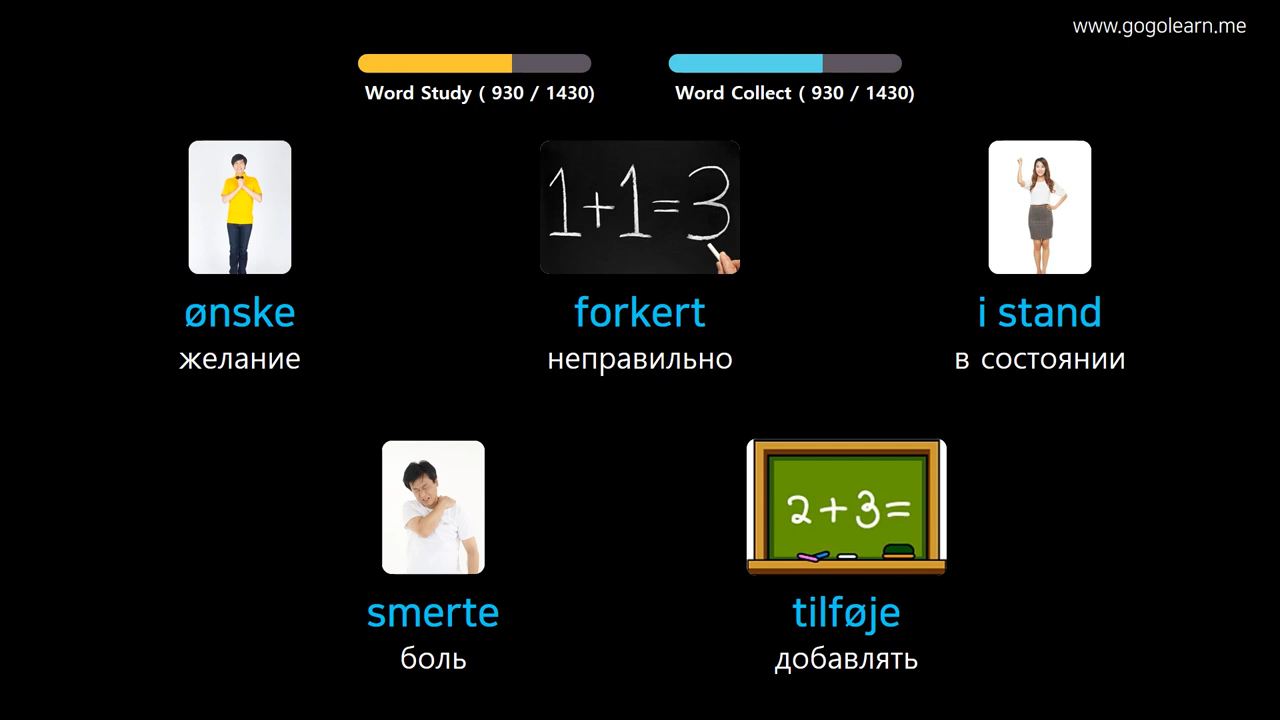 www.gogolearn.me
Word Study ( 930 / 1430)
Word Collect ( 930 / 1430)
1+1=3
ønske
forkert
i stand
желание
неправильно
в состоянии
2+3=
smerte
tilføje
боль
добавлять